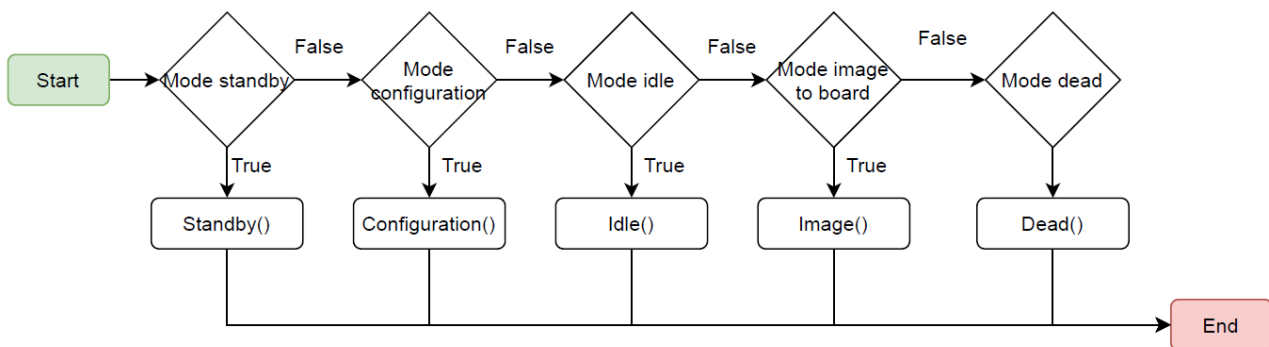 False
False
False
False
Start
Mode standby
Mode
configuration
Mode idle
Mode image
to board
Mode dead
True
True
True
True
Standby()
Configuration()
Idle()
Image()
Dead()
End